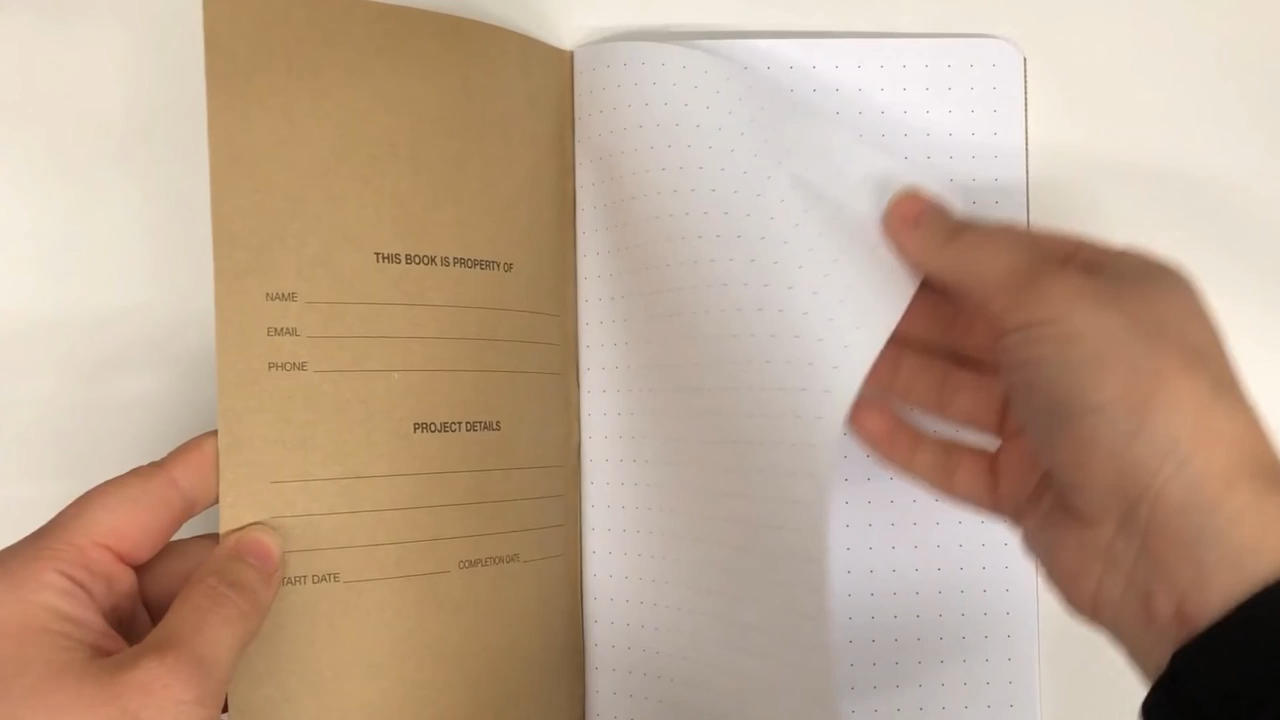 THIS BOOK IS PROPERTY OF
NAME
EMAIL
PHONE
PROJECT DETAILS
TART DATE COMPLETION DATE